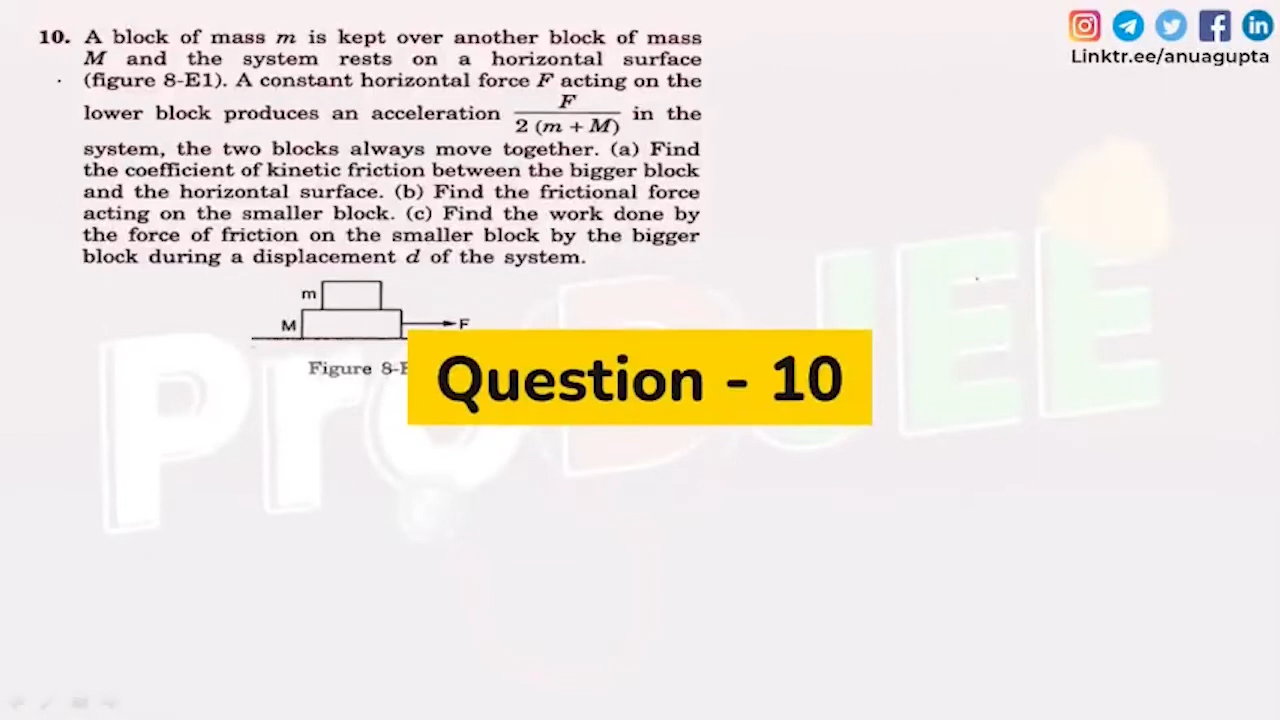 Linktr.ee/anuagupta
10. A block of mass m is kept over another block of mass
M and the system rests on a horizontal surface
(figure 8-E1). A constant horizontal force F acting on the
lower block produces an acceleration F / 2 (m + M) in the
system, the two blocks always move together. (a) Find
the coefficient of kinetic friction between the bigger block
and the horizontal surface. (b) Find the frictional force
acting on the smaller block. (c) Find the work done by
the force of friction on the smaller block by the bigger
block during a displacement d of the system.
m
M
F
Figure 8-E
Question - 10
ProDJEE